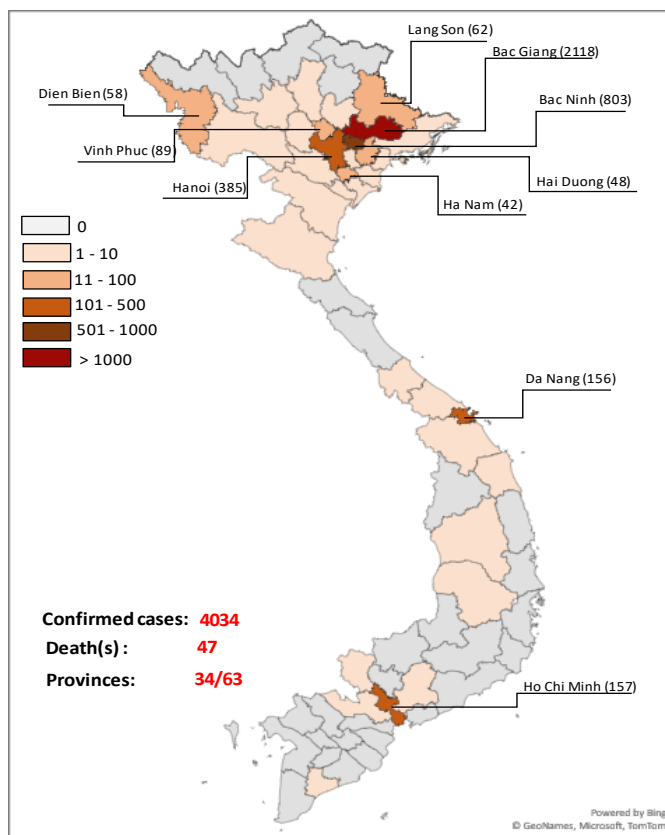 Lang Son (62)
Bac Giang (2118)
Dien Bien (58)
Bac Ninh (803)
Vinh Phuc (89)
Hanoi (385)
Hai Duong (48)
Ha Nam (42)
0
1 - 10
11 - 100
101 - 500
501 - 1000
> 1000
Da Nang (156)
Confirmed cases: 4034
Death(s) : 47
Provinces: 34/63
Ho Chi Minh (157)
Powered by Bing
© GeoNames, Microsoft, TomTom